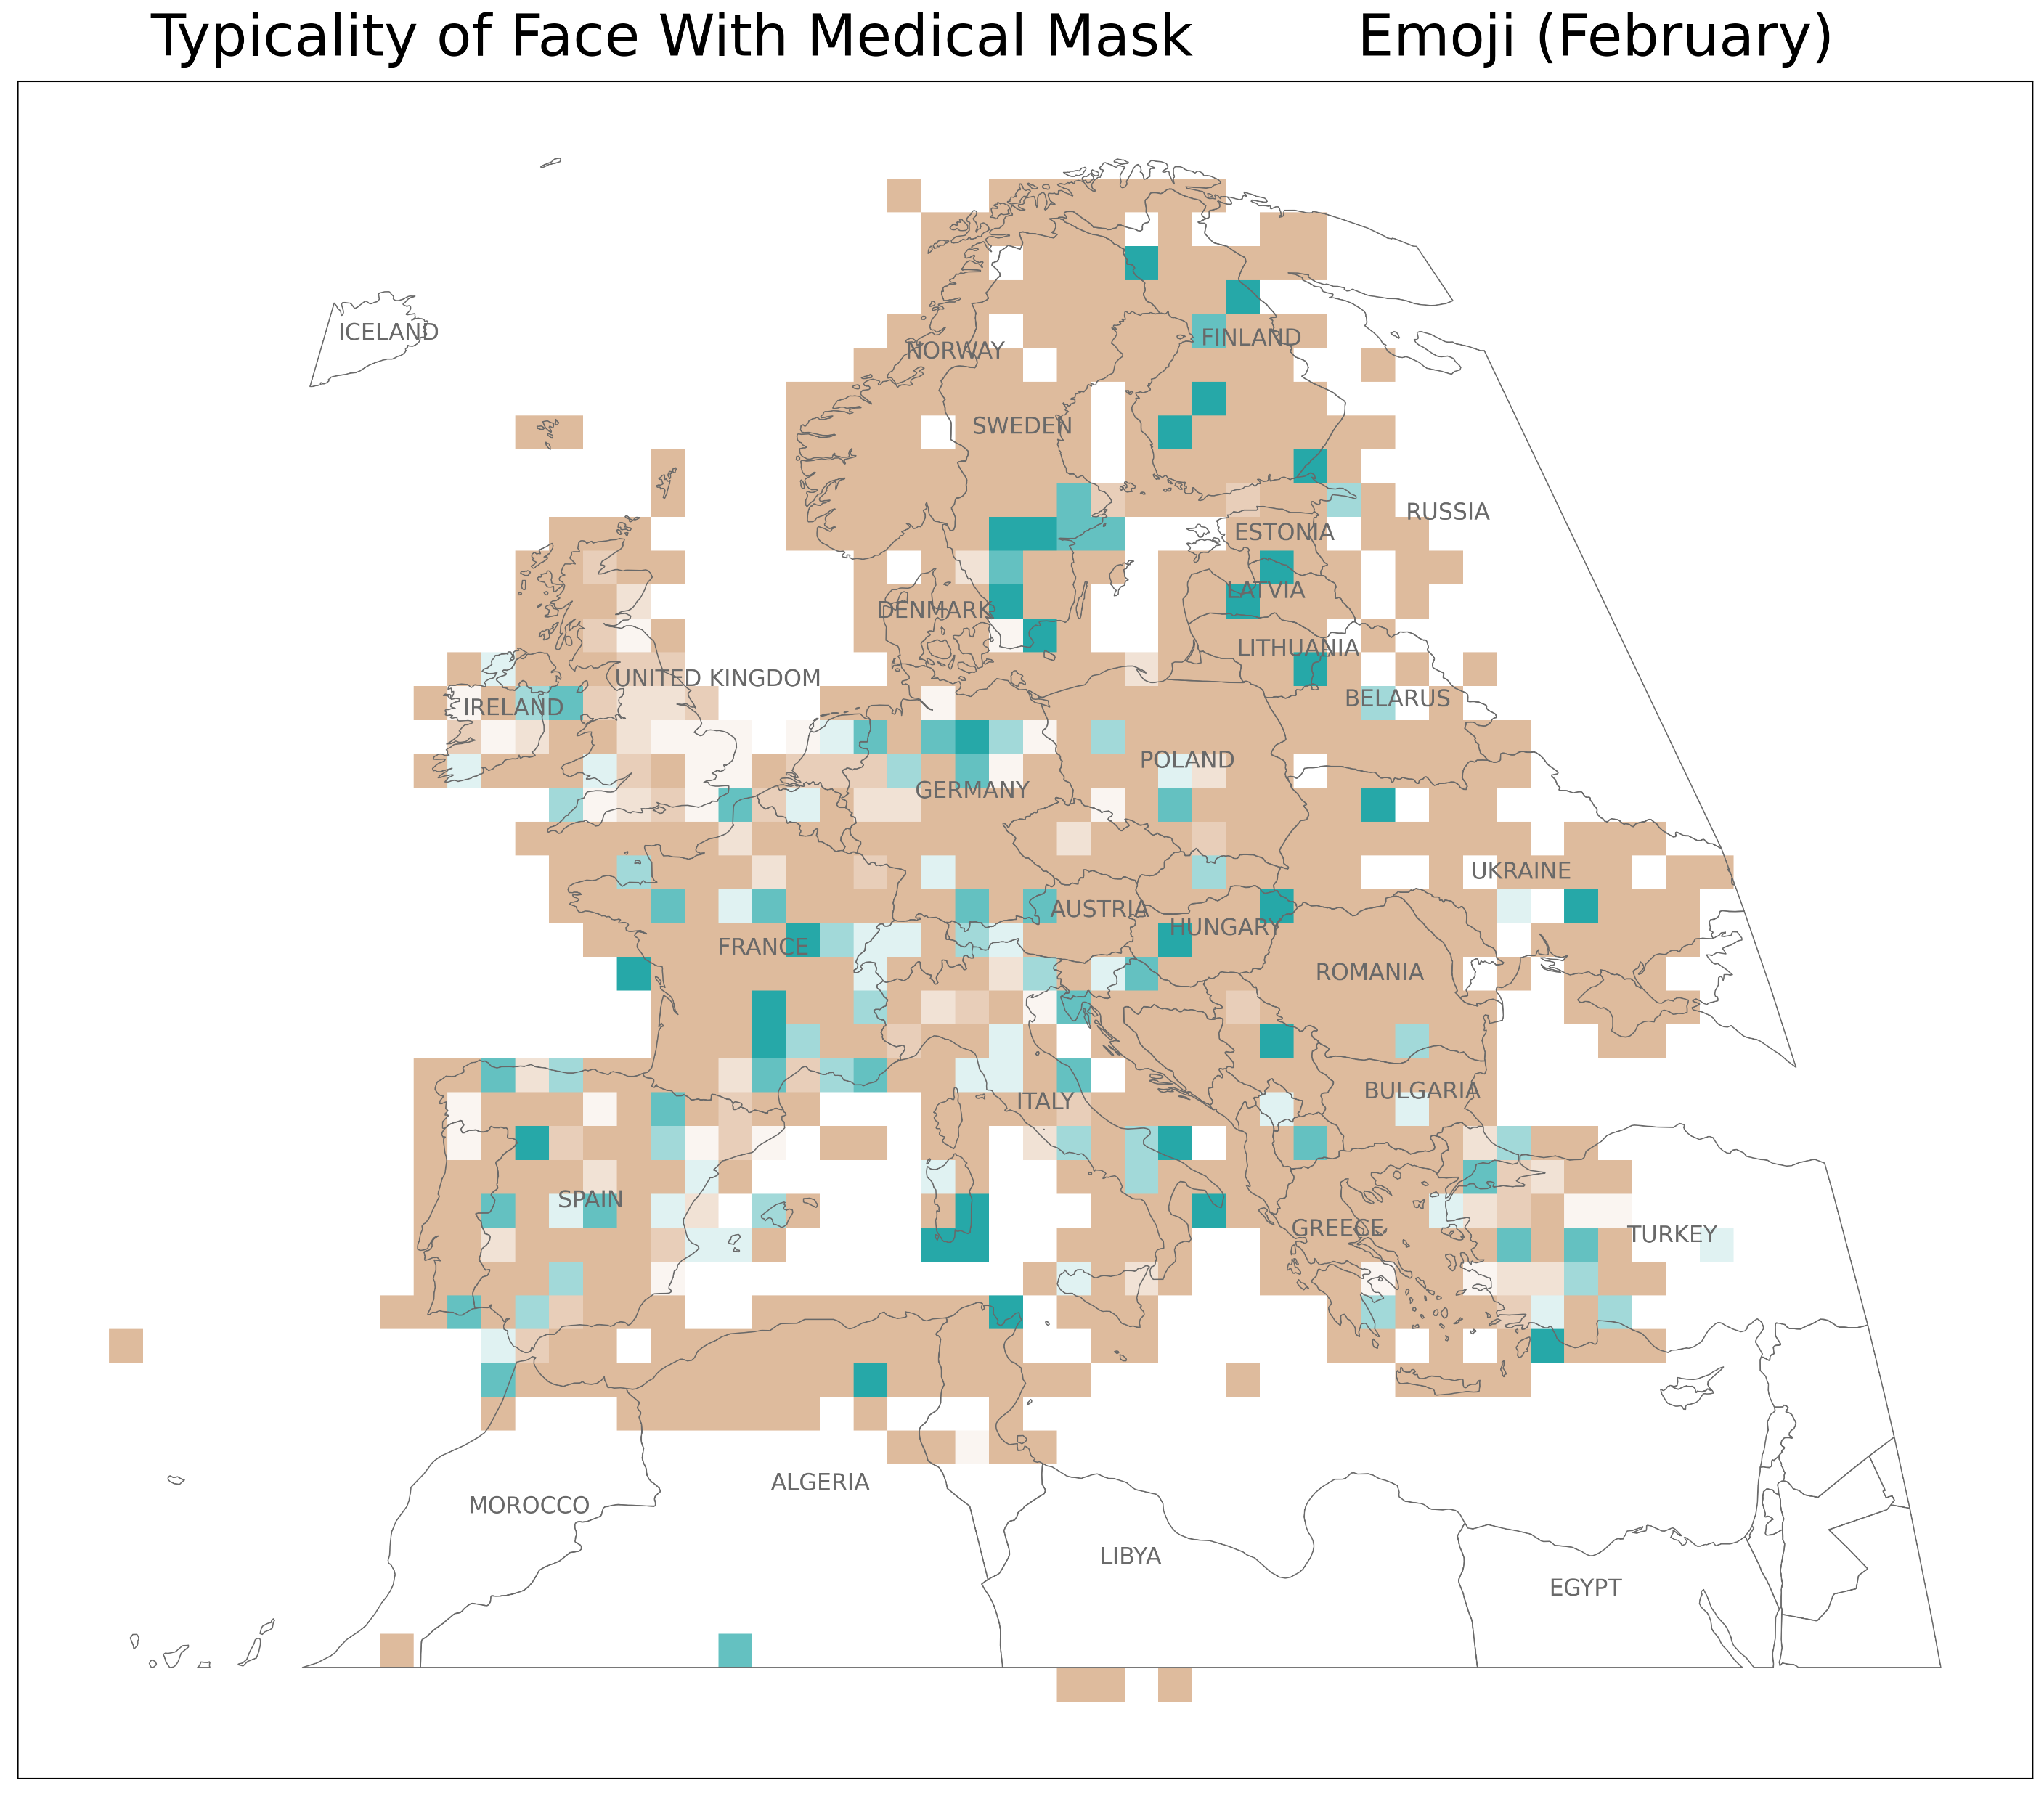 Typicality of Face With Medical Mask Emoji (February)
ICELAND
FINLAND
NORWAY
SWEDEN
RUSSIA
ESTONIA
LATVIA
DENMARK
LITHUANIA
UNITED KINGDOM
BELARUS
IRELAND
POLAND
GERMANY
UKRAINE
AUSTRIA
HUNGARY
FRANCE
ROMANIA
BULGARIA
ITALY
SPAIN
GREECE
TURKEY
ALGERIA
MOROCCO
LIBYA
EGYPT